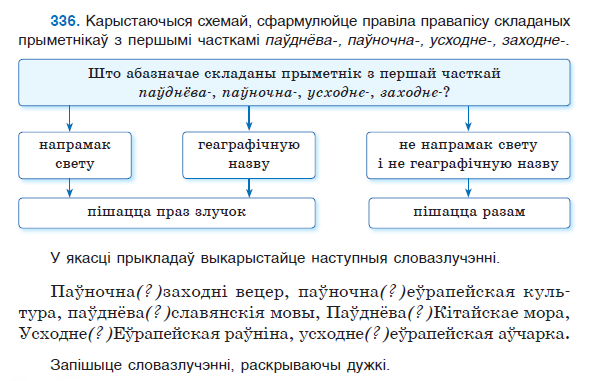 336. Карыстаючыся схемай, сфармулюйце правіла правапісу складаных
прыметнікаў з першымі часткамі паўднёва-, паўночна-, усходне-, заходне-.
Што абазначае складаны прыметнік з першай часткай
паўднёва-, паўночна-, усходне-, заходне-?
напрамак
свету
геаграфічную
назву
не напрамак свету
і не геаграфічную назву
пішацца праз злучок
пішацца разам
У якасці прыкладаў выкарыстайце наступныя словазлучэнні.
Паўночна(?)заходні вецер, паўночна(?)еўрапейская куль-
тура, паўднёва(?)славянскія мовы, Паўднёва(?)Кітайскае мора,
Усходне(?)Еўрапейская раўніна, усходне(?)еўрапейская аўчарка.
Запішыце словазлучэнні, раскрываючы дужкі.